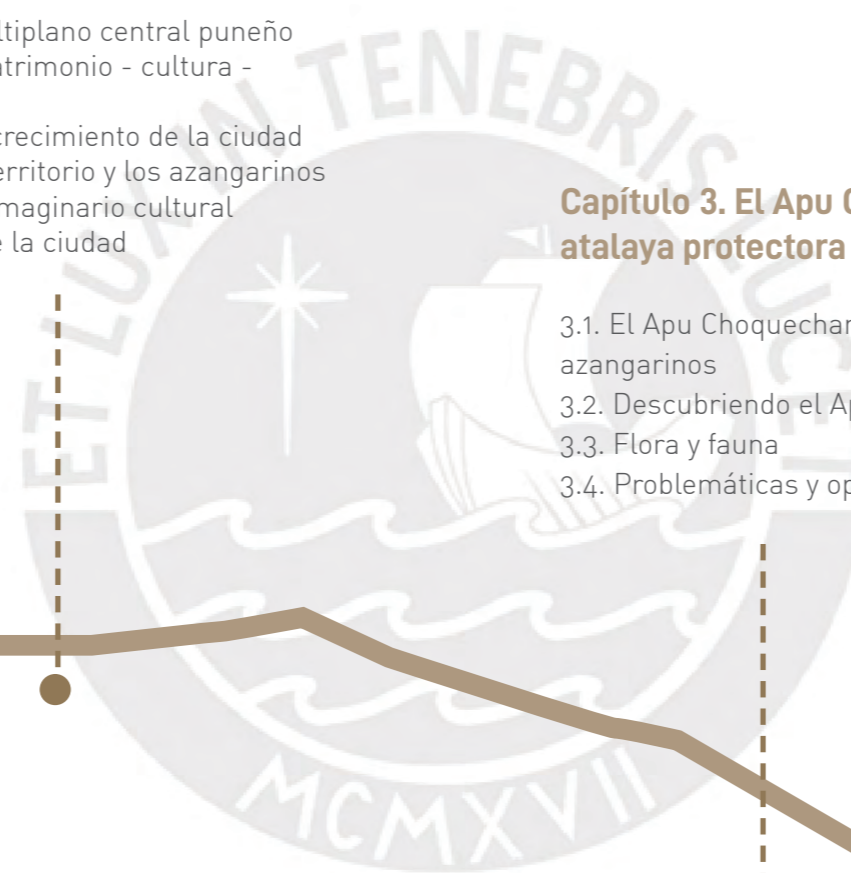 ltiplano central puneño
atrimonio - cultura -
crecimiento de la ciudad
erritorio y los azangarinos
maginario cultural
e la ciudad
Capítulo 3. El Apu C
atalaya protectora
3.1. El Apu Choquechar
azangarinos
3.2. Descubriendo el Ap
3.3. Flora y fauna
3.4. Problemáticas y op
ET LUX IN TENEBRIS LUCET
MCMXVII